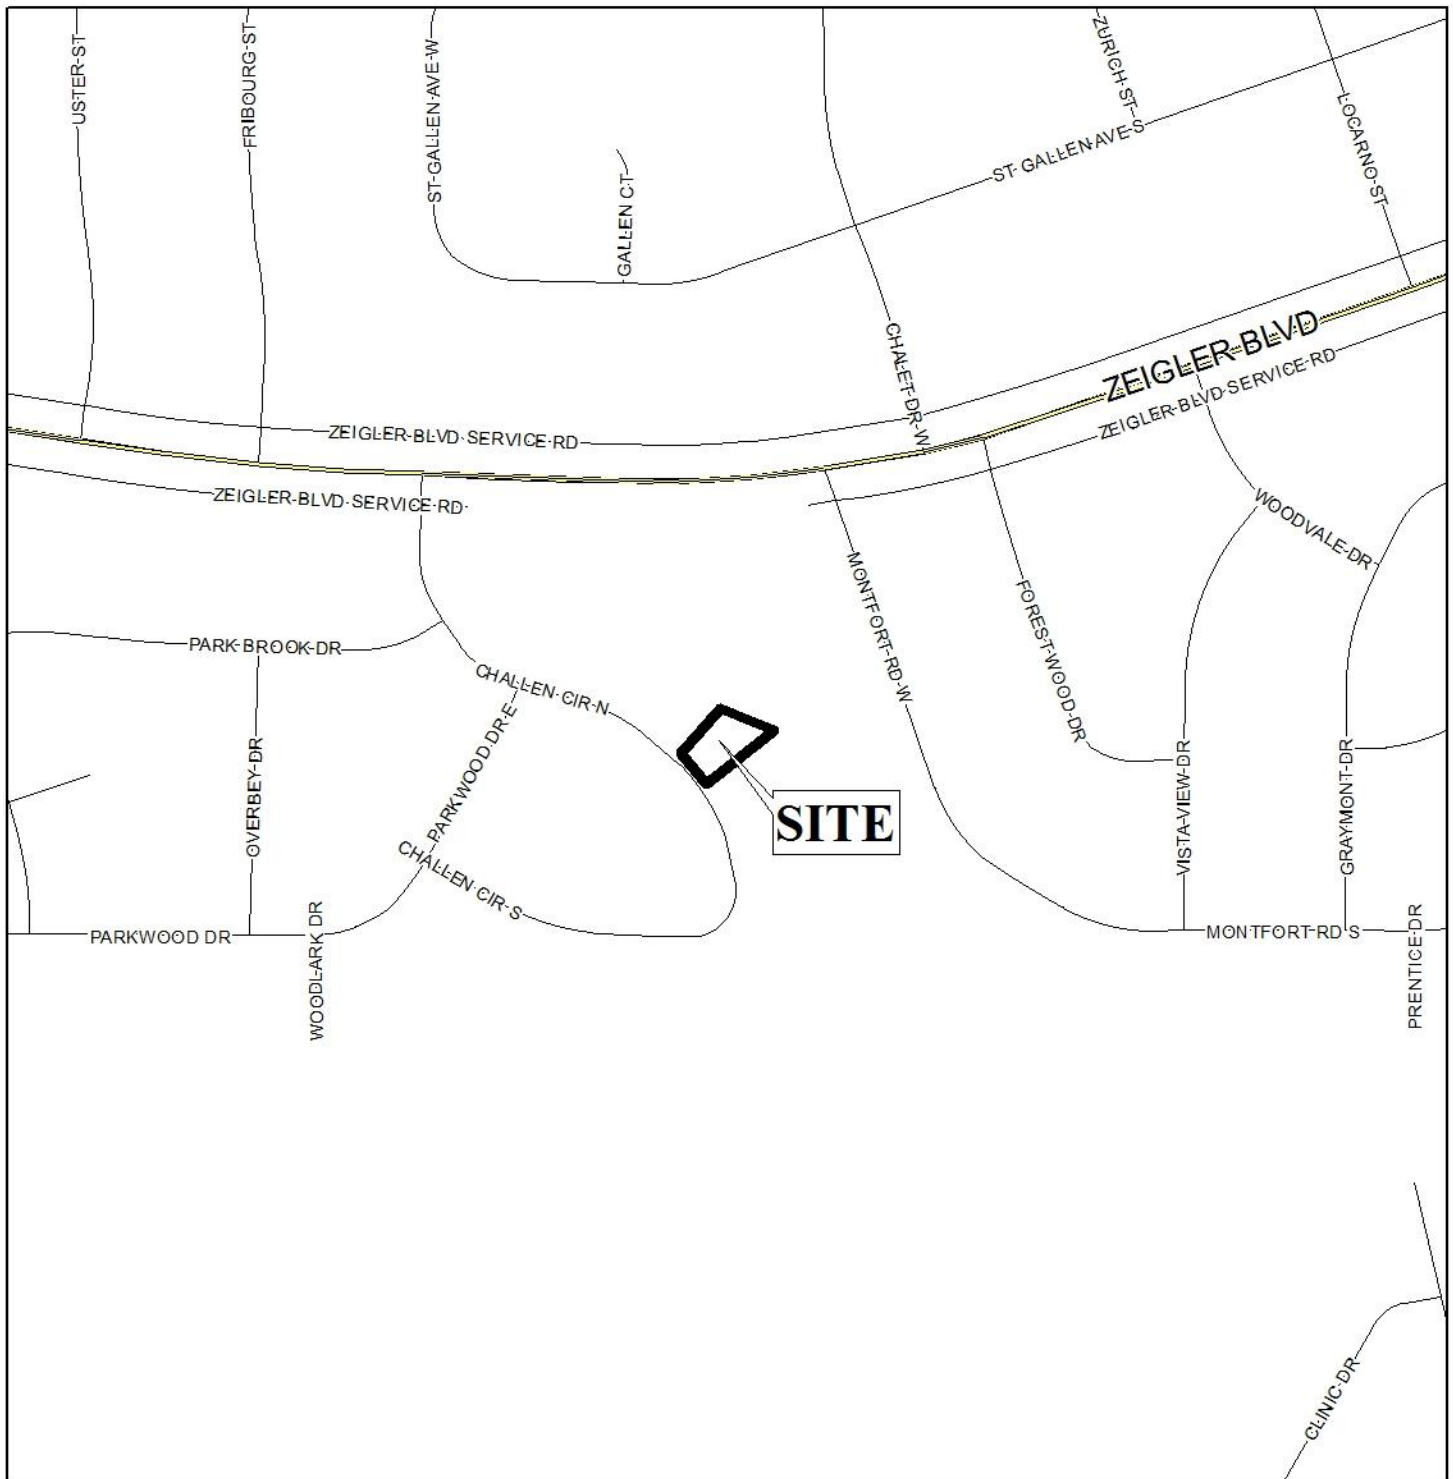 USTER ST
FRIBOURG ST
ST GALLEN AVE W
GALLEN CT
ZURICH ST
ST GALLEN AVE S
LOCARNO ST
CHALET DR W
ZEIGLER BLVD
ZEIGLER BLVD SERVICE RD
ZEIGLER BLVD SERVICE RD
ZEIGLER BLVD SERVICE RD
WOODVALE DR
MONTFORT RD W
FOREST WOOD DR
PARK BROOK DR
CHALLEN CIR N
PARKWOOD DR E
OVERBEY DR
SITE
VISTA VIEW DR
GRAYMONT DR
CHALLEN CIR S
PARKWOOD DR
WOODLARK DR
MONTFORT RD S
PRENTICE DR
CLINIC DR